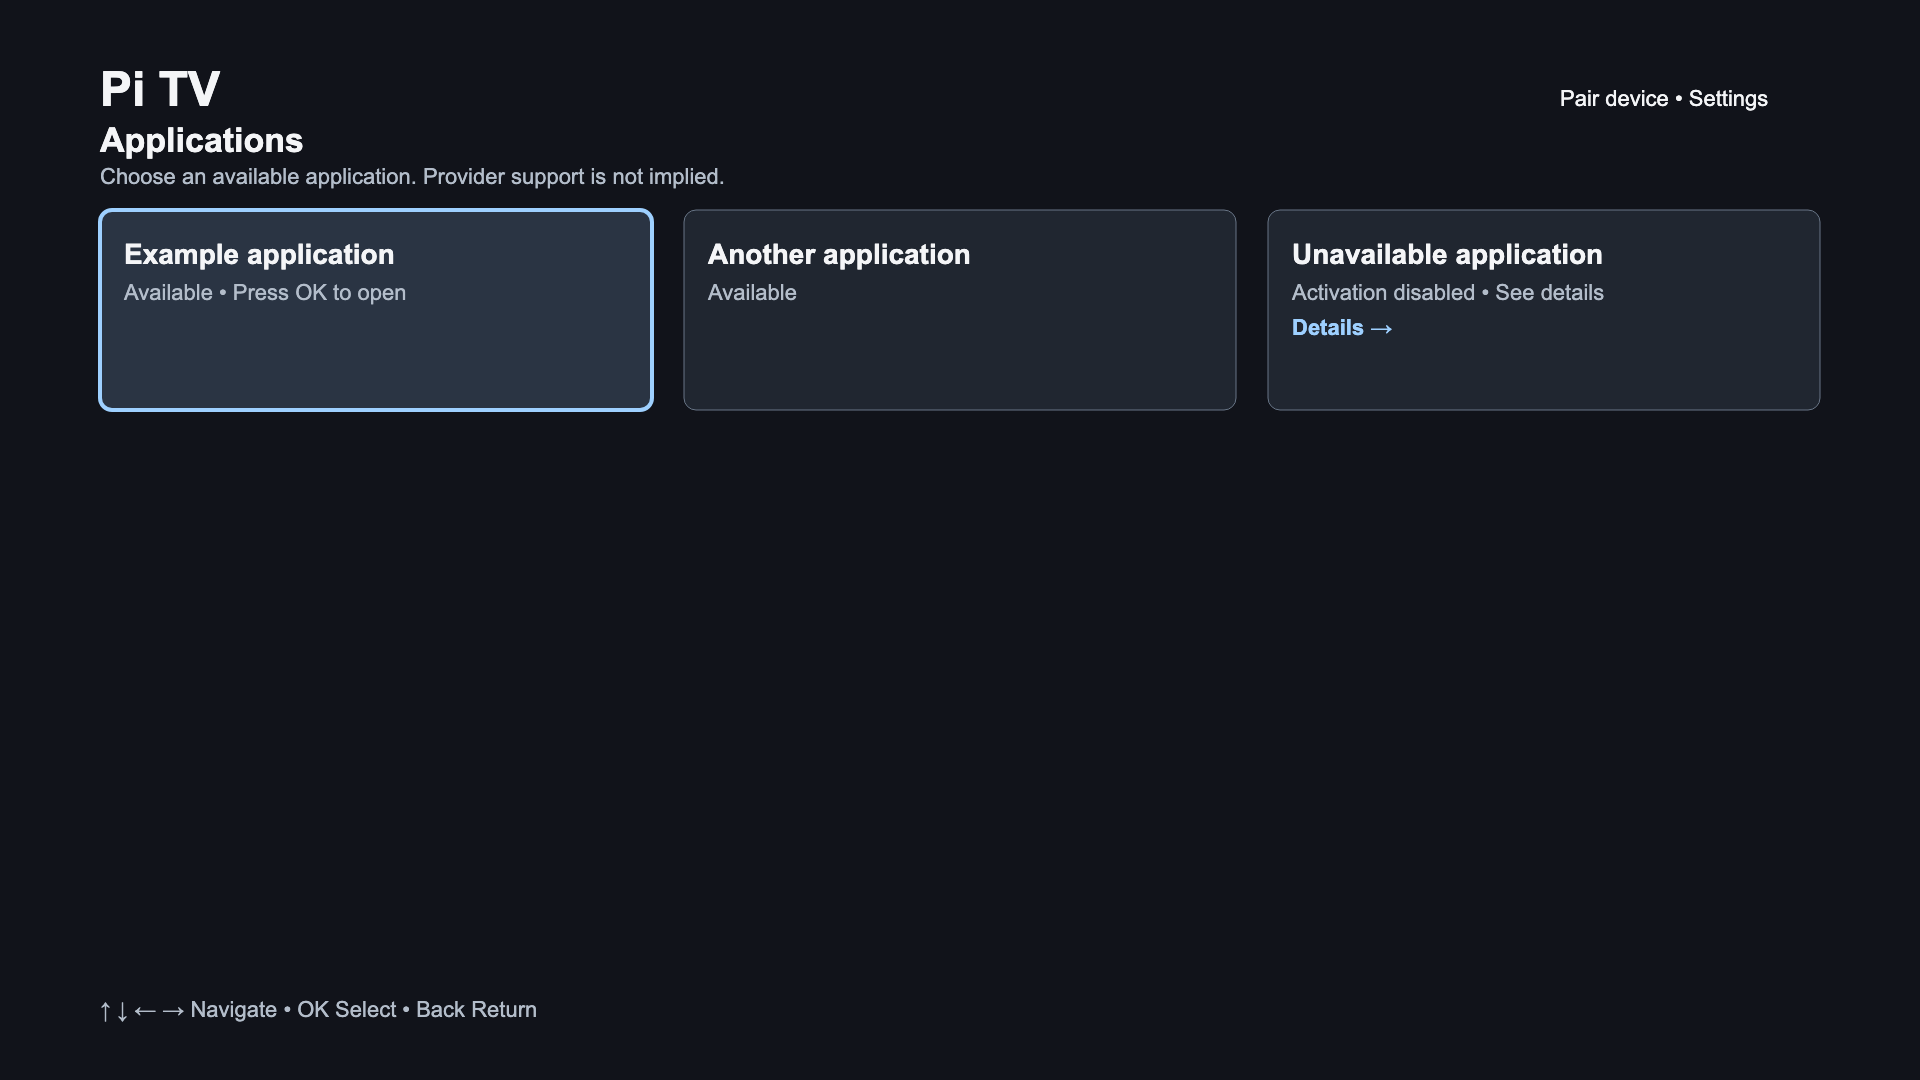 Pi TV
Pair device • Settings
Applications
Choose an available application. Provider support is not implied.
Example application
Available • Press OK to open
Another application
Available
Unavailable application
Activation disabled • See details
Details →
↑ ↓ ← → Navigate • OK Select • Back Return